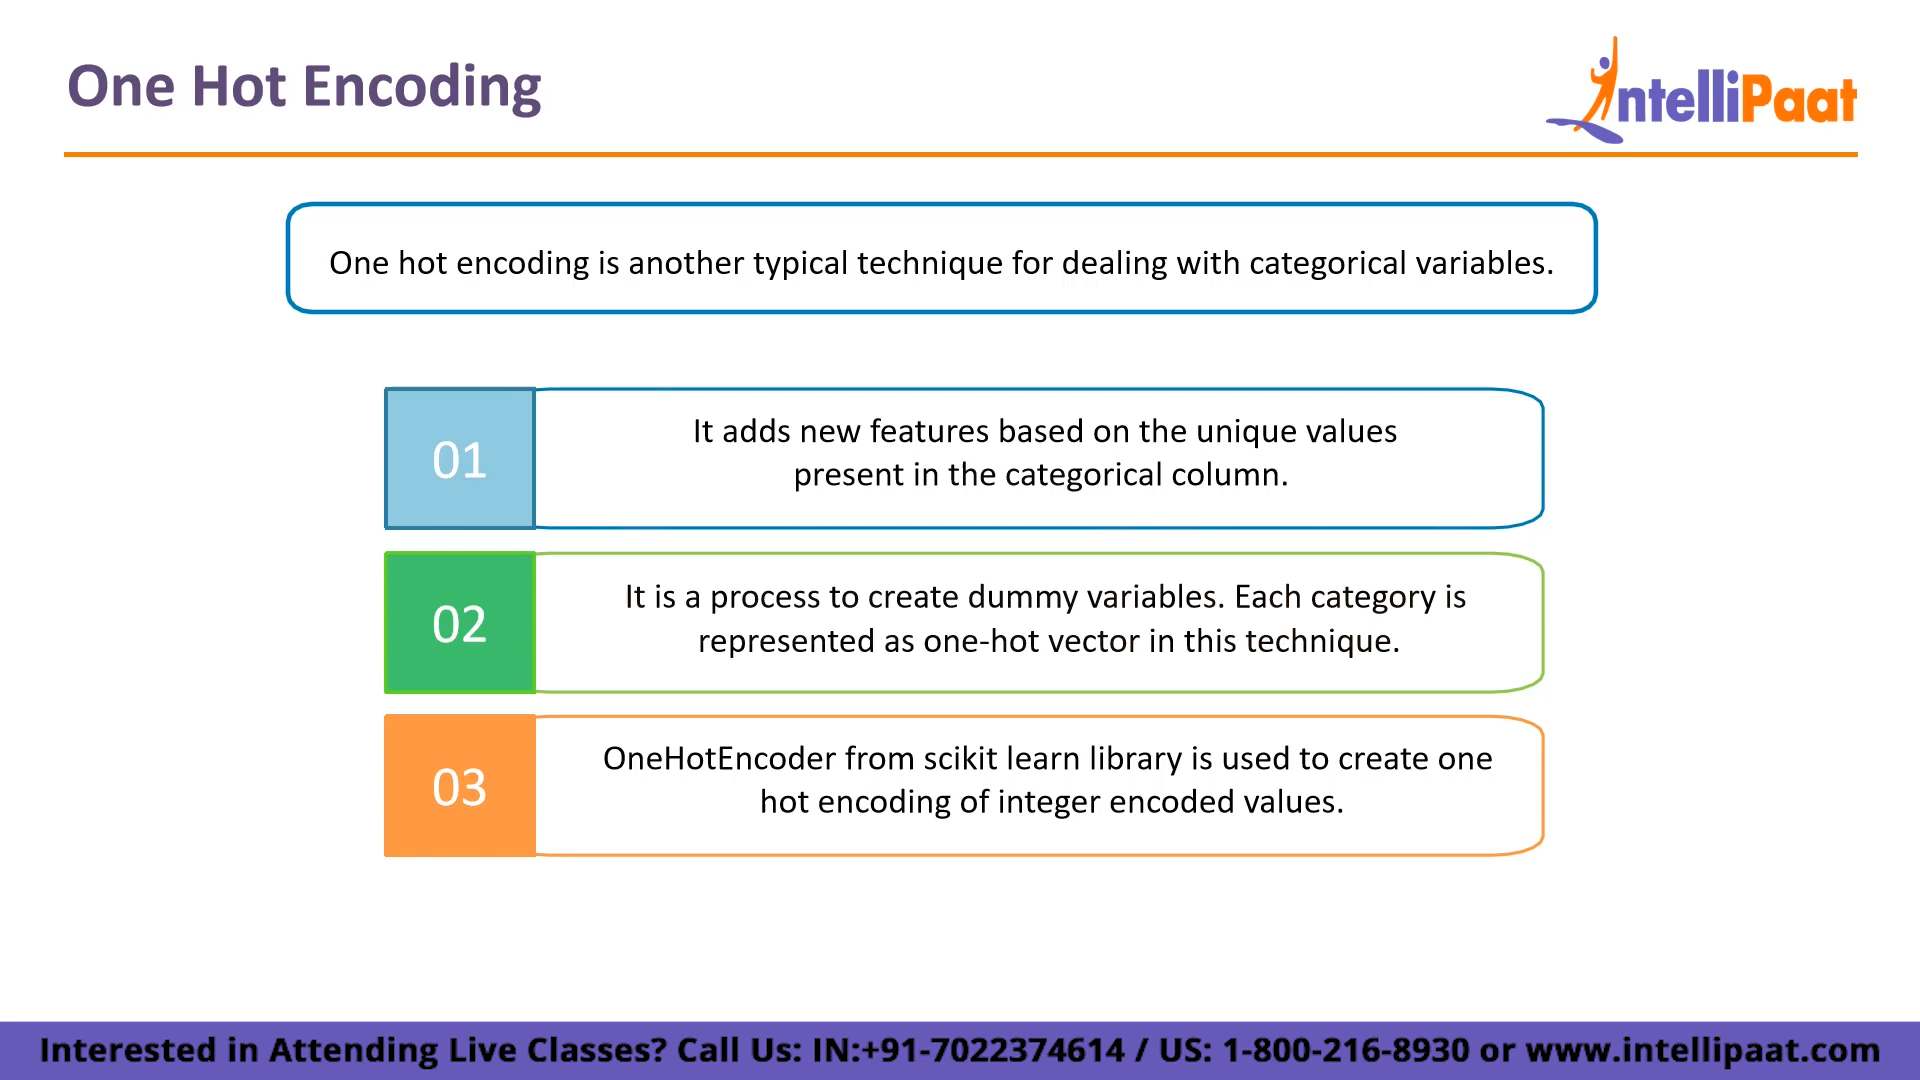 One Hot Encoding
IntelliPaat
One hot encoding is another typical technique for dealing with categorical variables.
01
It adds new features based on the unique values
present in the categorical column.
02
It is a process to create dummy variables. Each category is
represented as one-hot vector in this technique.
03
OneHotEncoder from scikit learn library is used to create one
hot encoding of integer encoded values.
Interested in Attending Live Classes? Call Us: IN:+91-7022374614 / US: 1-800-216-8930 or www.intellipaat.com